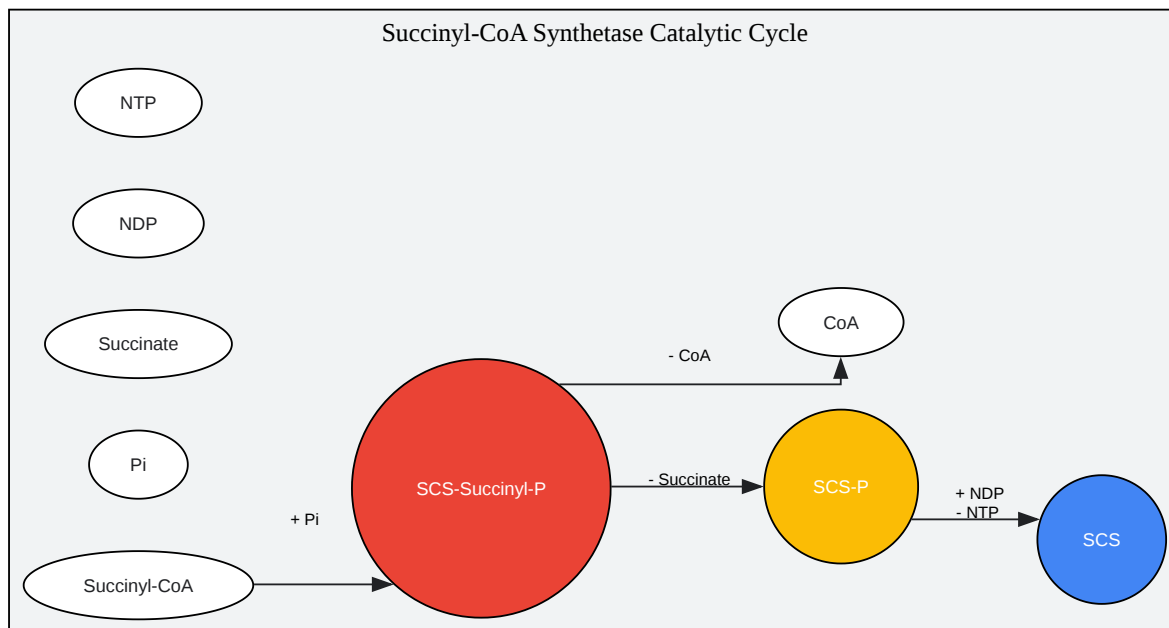 Succinyl-CoA Synthetase Catalytic Cycle
NTP
NDP
Succinate
CoA
- CoA
Pi
SCS-Succinyl-P
- Succinate
SCS-P
+ NDP
- NTP
+ Pi
SCS
Succinyl-CoA